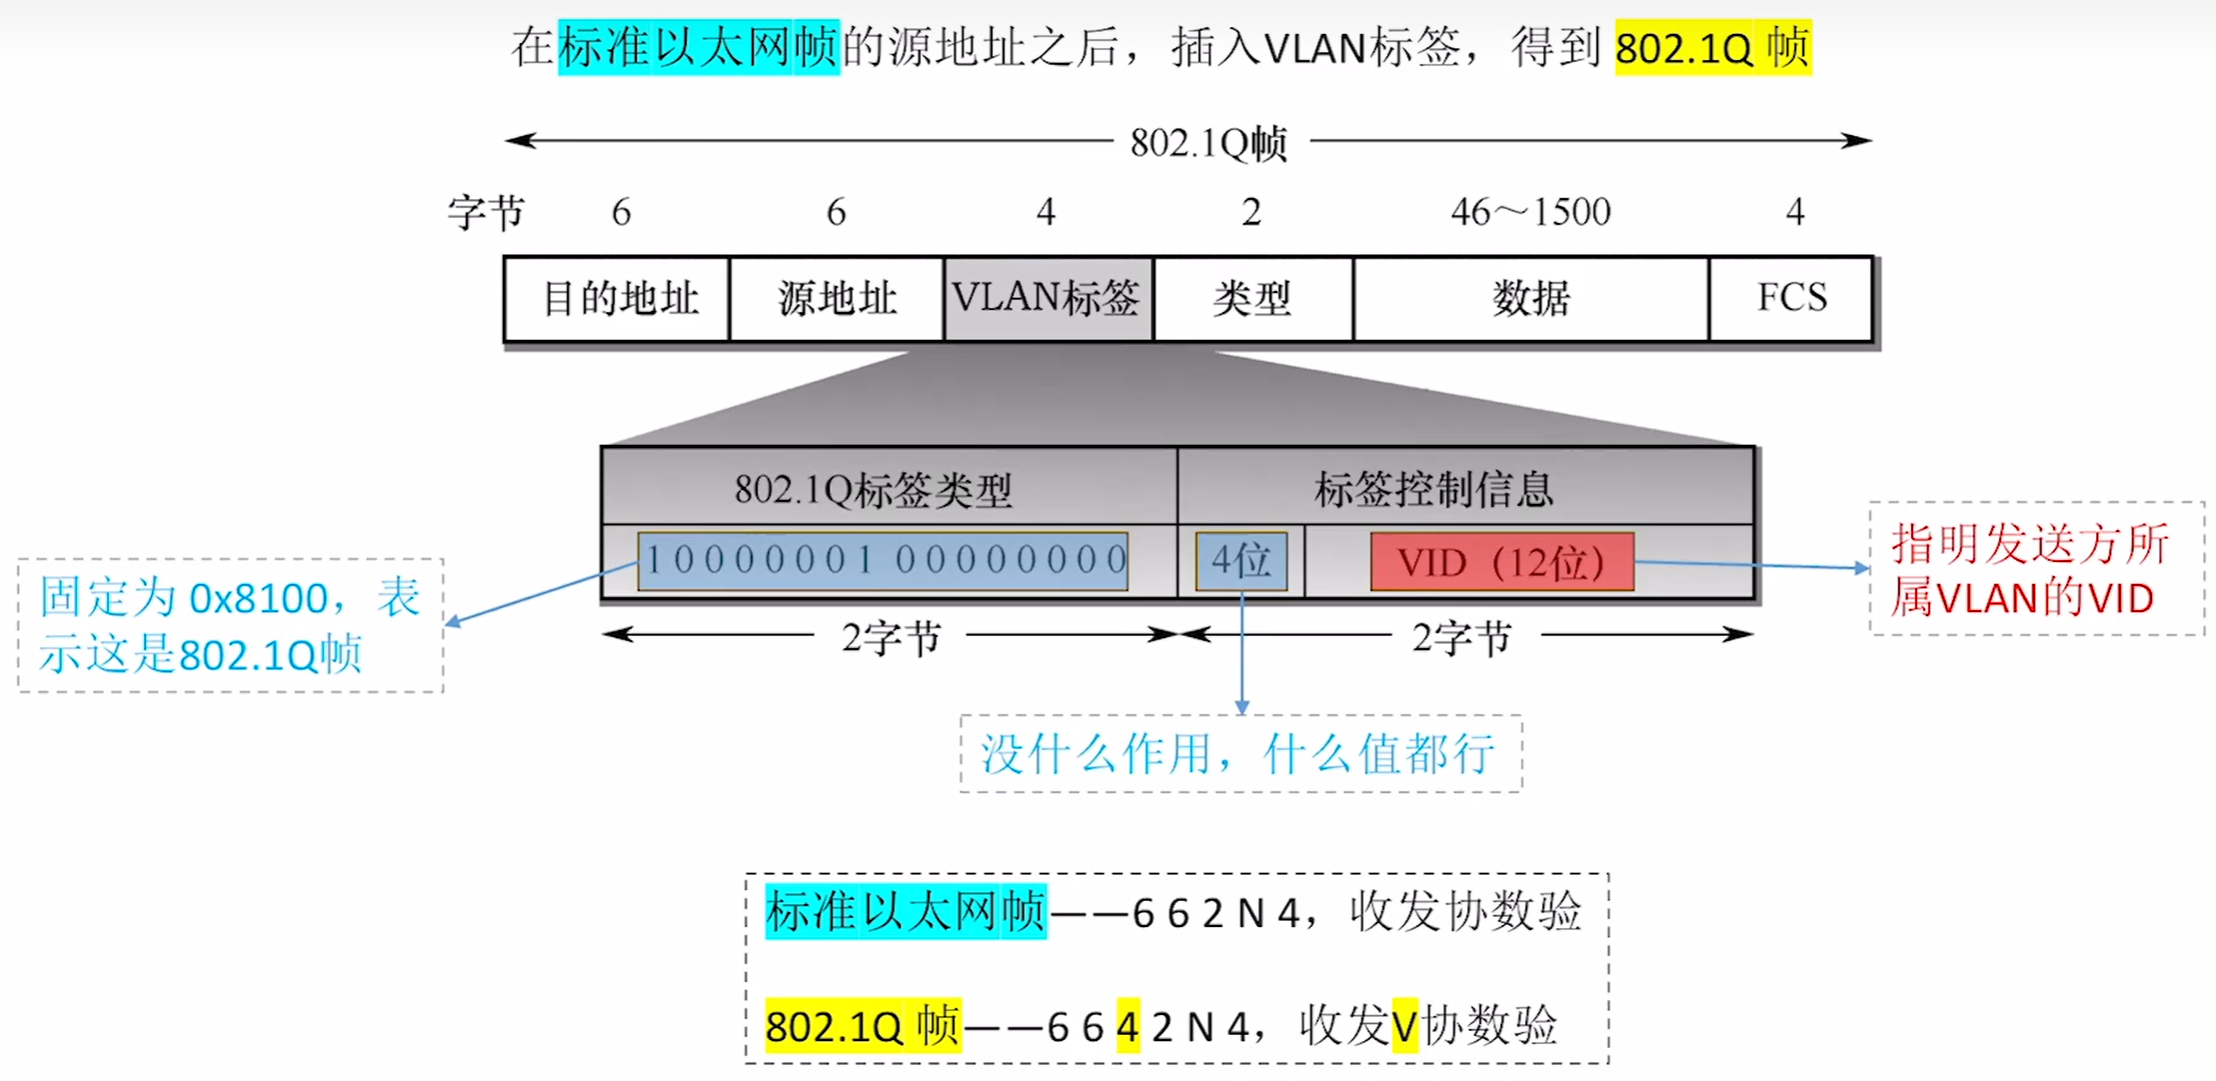 在标准以太网帧的源地址之后，插入VLAN标签，得到 802.1Q 帧
802.1Q帧
字节 6 6 4 2 46～1500 4
目的地址 源地址 VLAN标签 类型 数据 FCS
802.1Q标签类型 标签控制信息
1 0 0 0 0 0 0 1 0 0 0 0 0 0 0 0 4位 VID（12位）
2字节 2字节
固定为 0x8100，表
示这是802.1Q帧
指明发送方所
属VLAN的VID
没什么作用，什么值都行
标准以太网帧——6 6 2 N 4，收发协数验
802.1Q 帧——6 6 4 2 N 4，收发V协数验